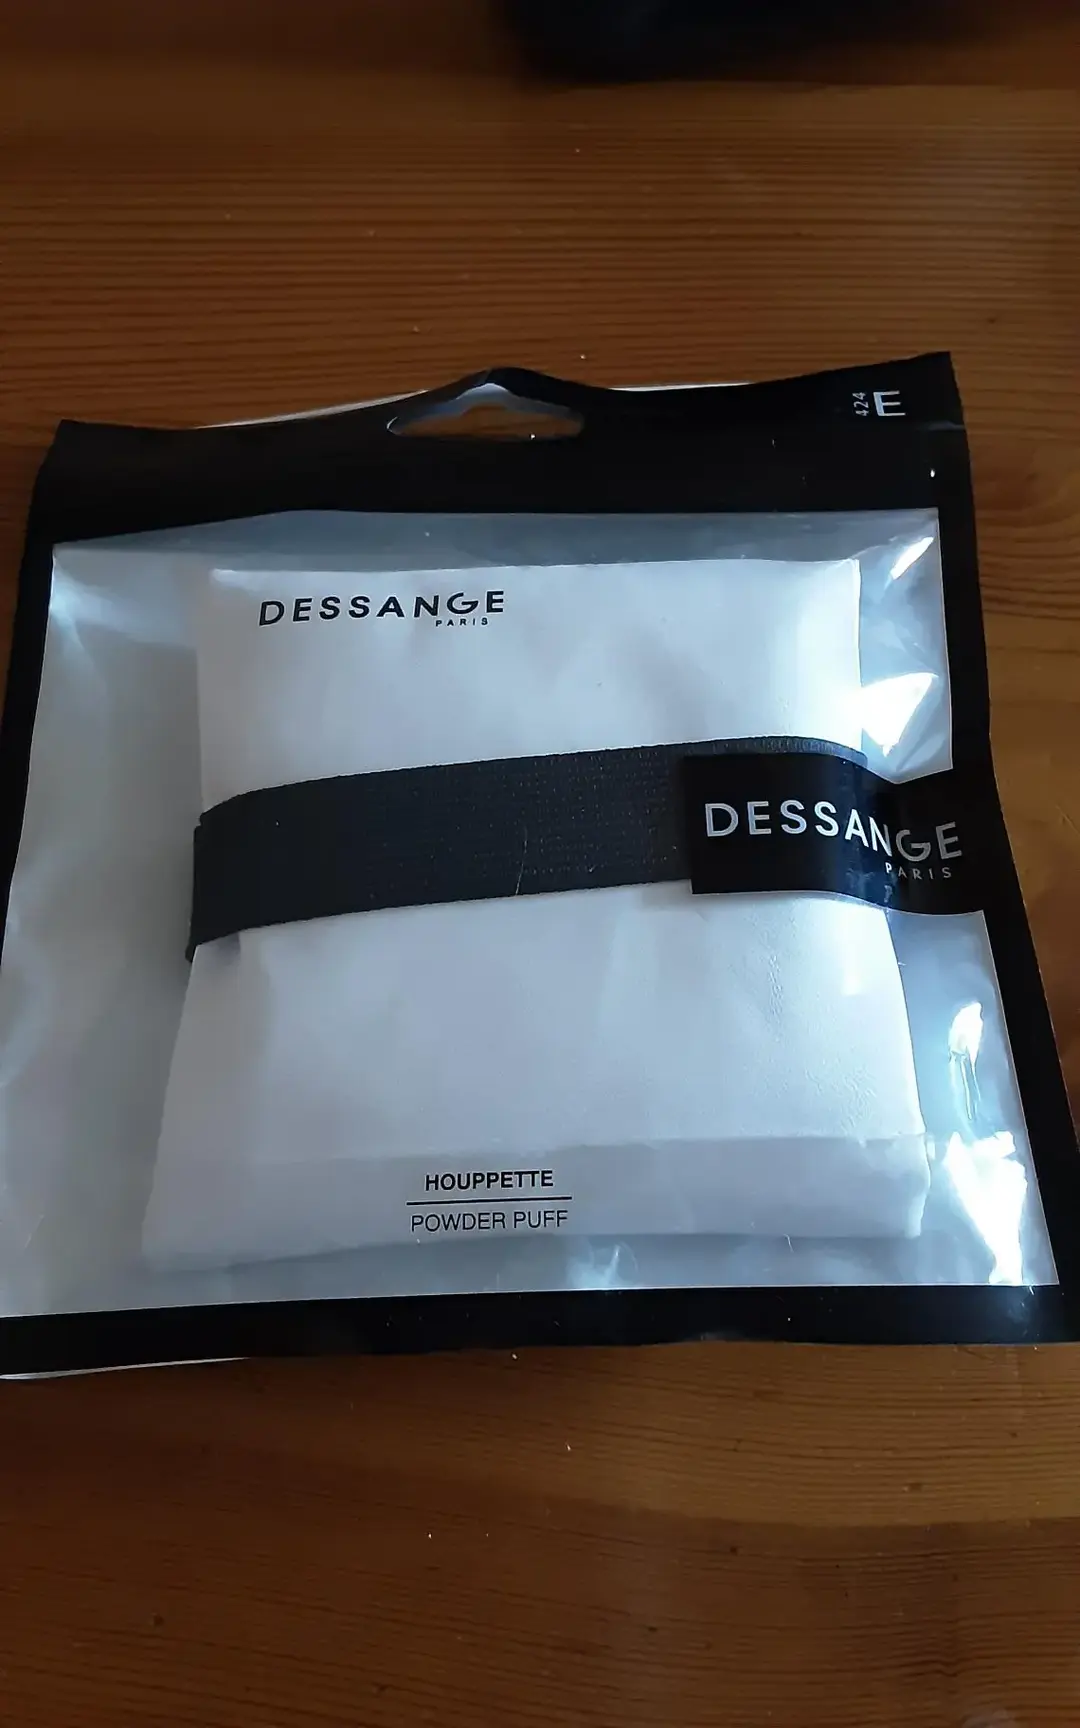 424 E
DESSANGE
PARIS
DESSANGE
PARIS
HOUPPETTE
POWDER PUFF